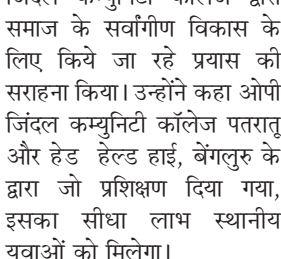 जिंदल कम्युनिटी कॉलेज द्वारा
समाज के सर्वांगीण विकास के
लिए किये जा रहे प्रयास की
सराहना किया। उन्होंने कहा ओपी
जिंदल कम्युनिटी कॉलेज पतरातू
और हेड हेल्ड हाई, बेंगलुरु के
द्वारा जो प्रशिक्षण दिया गया,
इसका सीधा लाभ स्थानीय
युवाओं को मिलेगा।